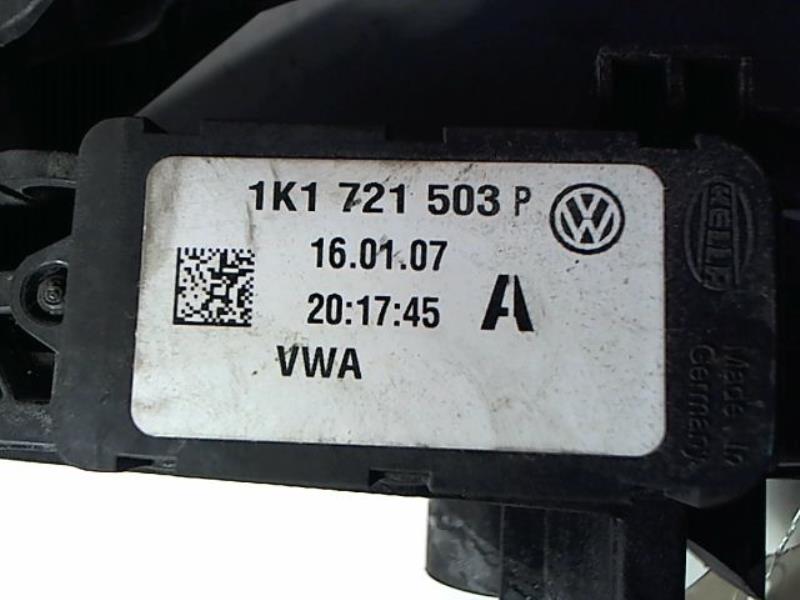 1K1 721 503 P
16.01.07
20:17:45 A
VWA
HELLA
Made in
Germany